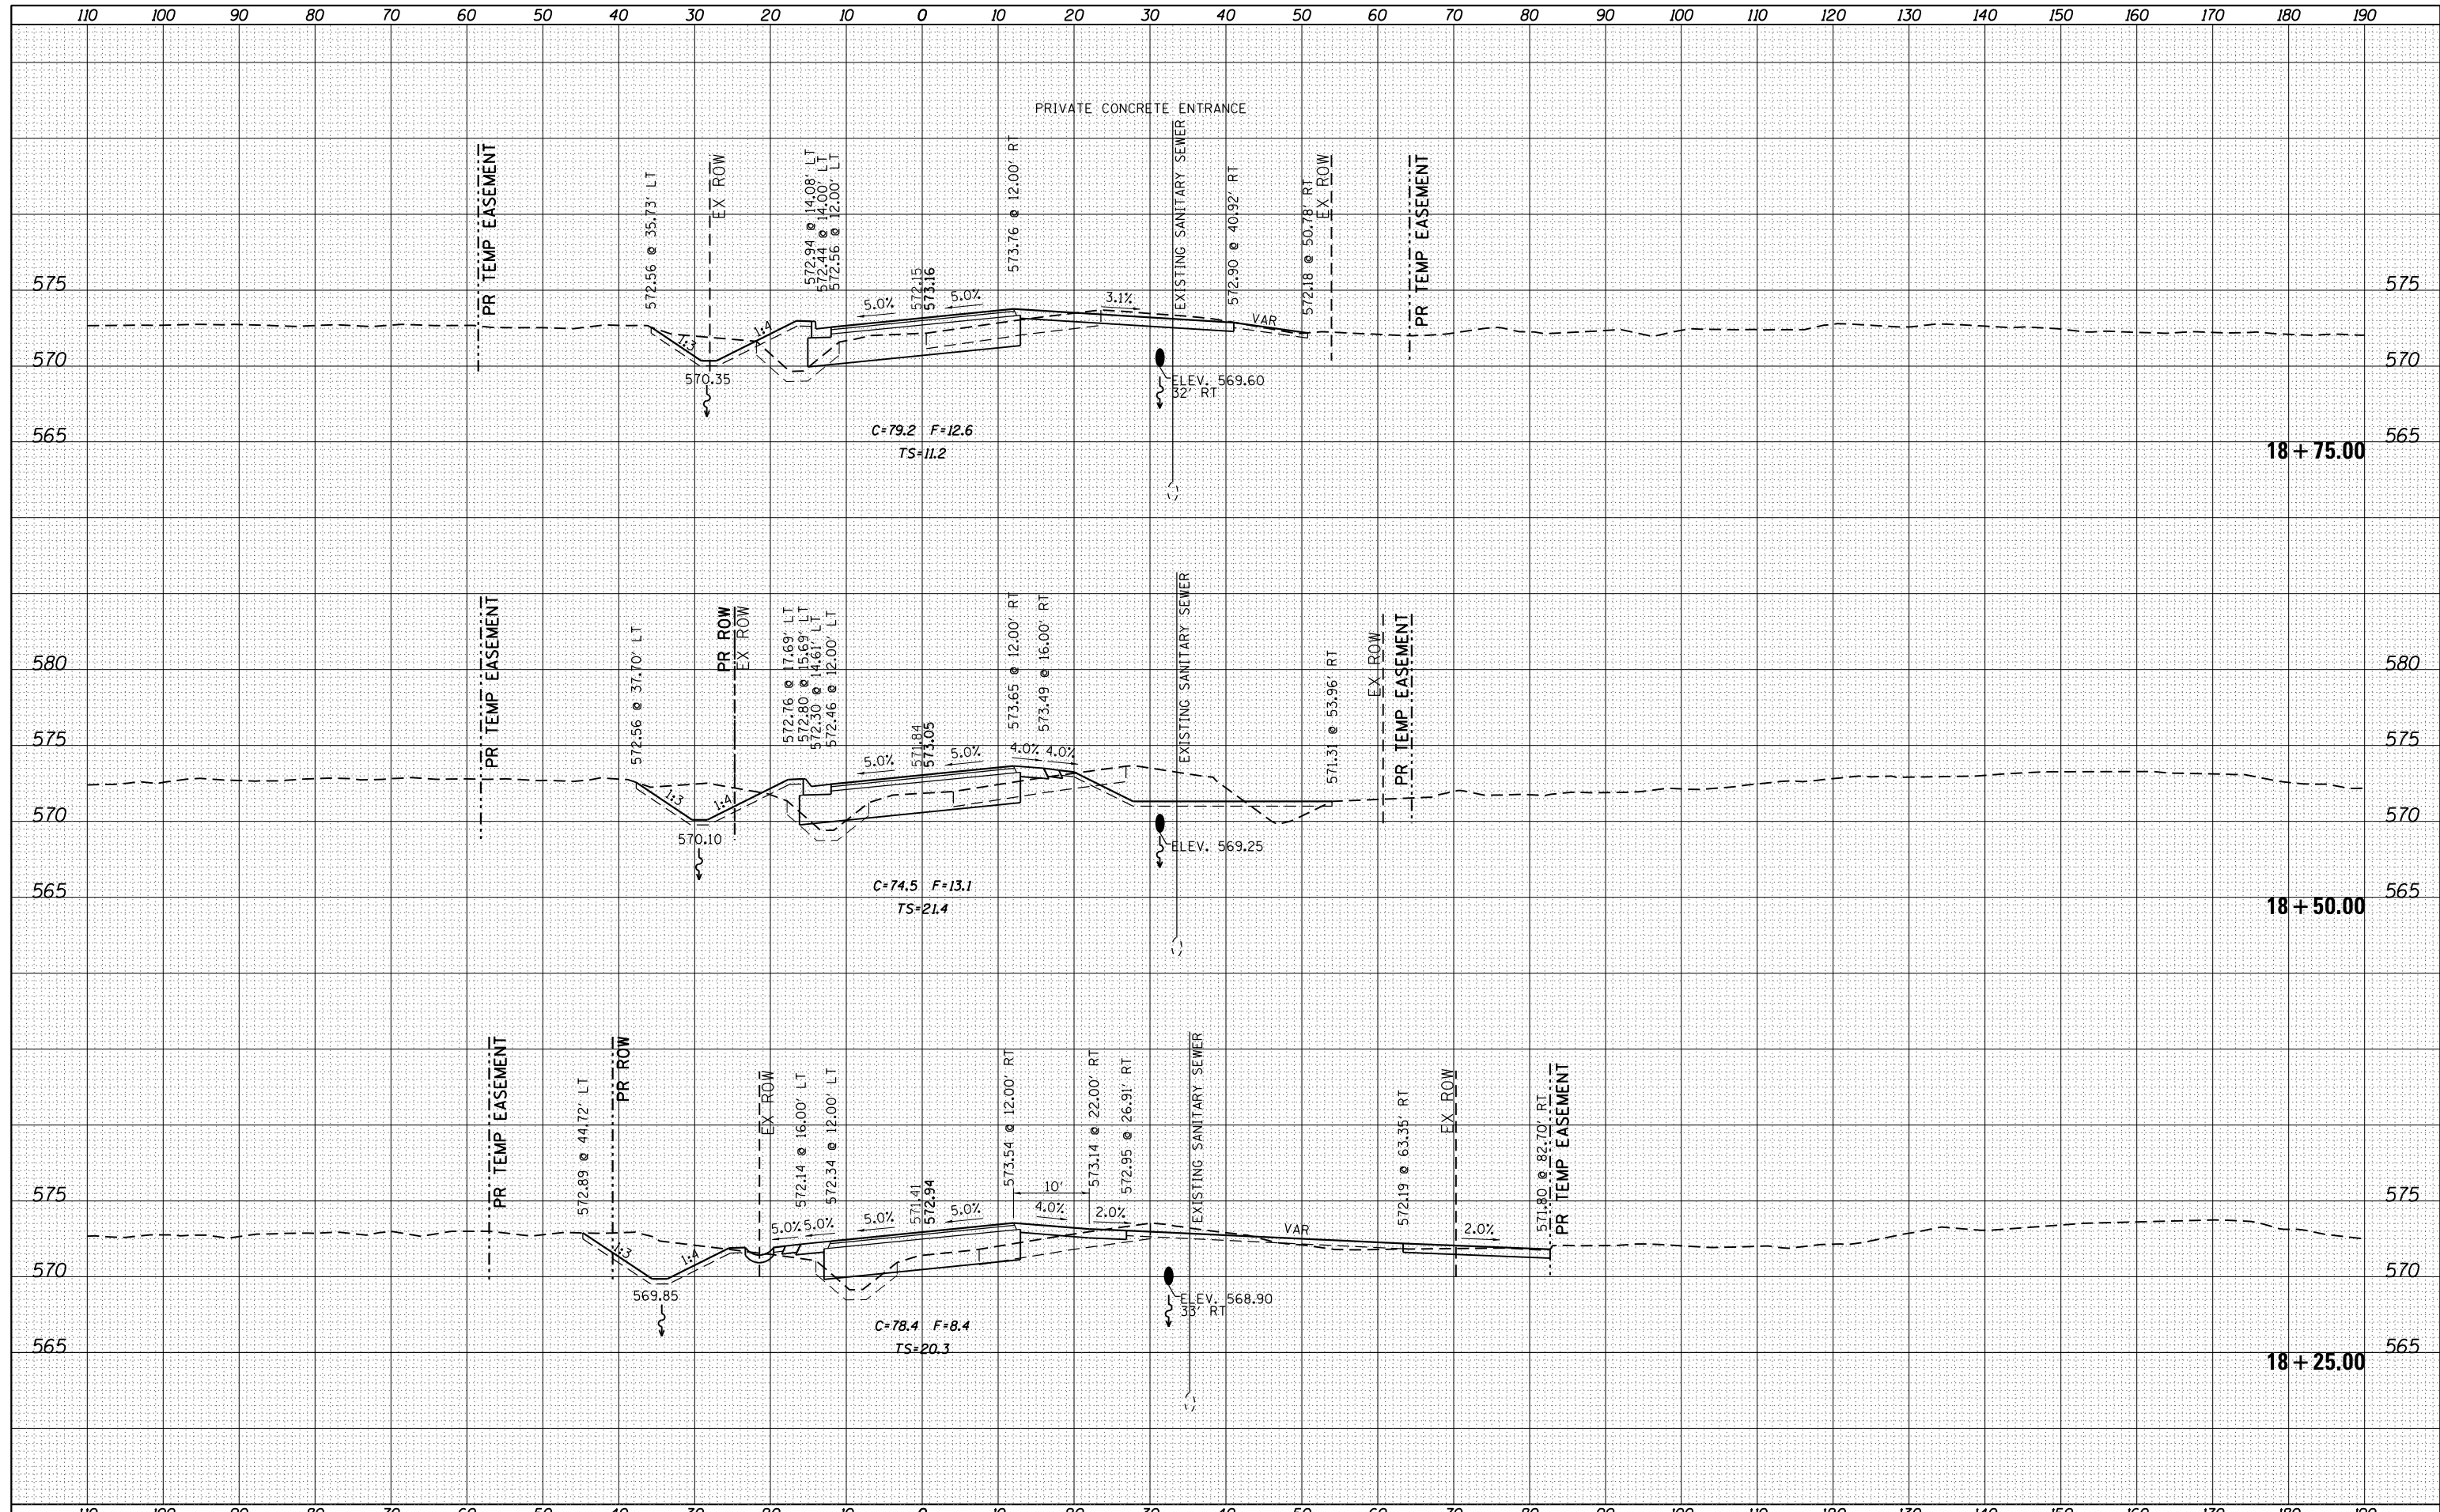 110 100 90 80 70 60 50 40 30 20 10 0 10 20 30 40 50 60 70 80 90 100 110 120 130 140 150 160 170 180 190
PRIVATE CONCRETE ENTRANCE
PR TEMP EASEMENT
572.56 @ 35.73' LT
EX ROW
572.94 @ 14.08' LT
572.44 @ 14.00' LT
572.56 @ 12.00' LT
572.15
573.16
573.76 @ 12.00' RT
EXISTING SANITARY SEWER
572.90 @ 40.92' RT
572.18 @ 50.78' RT
EX ROW
PR TEMP EASEMENT
575 575
5.0% 5.0% 3.1% VAR
1:3 1:4
570 570
570.35
ELEV. 569.60
32' RT
C=79.2 F=12.6
TS=11.2
565 565
18 + 75.00
PR TEMP EASEMENT
572.56 @ 37.70' LT
PR ROW
EX ROW
572.76 @ 17.69' LT
572.80 @ 15.69' LT
572.30 @ 14.61' LT
572.46 @ 12.00' LT
571.84
573.05
573.65 @ 12.00' RT
573.49 @ 16.00' RT
EXISTING SANITARY SEWER
571.31 @ 53.96' RT
EX ROW
PR TEMP EASEMENT
580 580
575 575
5.0% 5.0% 4.0% 4.0%
1:3 1:4
570 570
570.10
ELEV. 569.25
C=74.5 F=13.1
TS=21.4
565 565
18 + 50.00
PR TEMP EASEMENT
572.89 @ 44.72' LT
PR ROW
EX ROW
572.14 @ 16.00' LT
572.34 @ 12.00' LT
571.41
572.94
573.54 @ 12.00' RT
10'
573.14 @ 22.00' RT
572.95 @ 26.91' RT
EXISTING SANITARY SEWER
572.19 @ 63.35' RT
EX ROW
571.80 @ 82.70' RT
PR TEMP EASEMENT
575 575
5.0% 5.0% 5.0% 5.0% 4.0% 2.0% VAR 2.0%
1:3 1:4
570 570
569.85
ELEV. 568.90
33' RT
C=78.4 F=8.4
TS=20.3
565 565
18 + 25.00